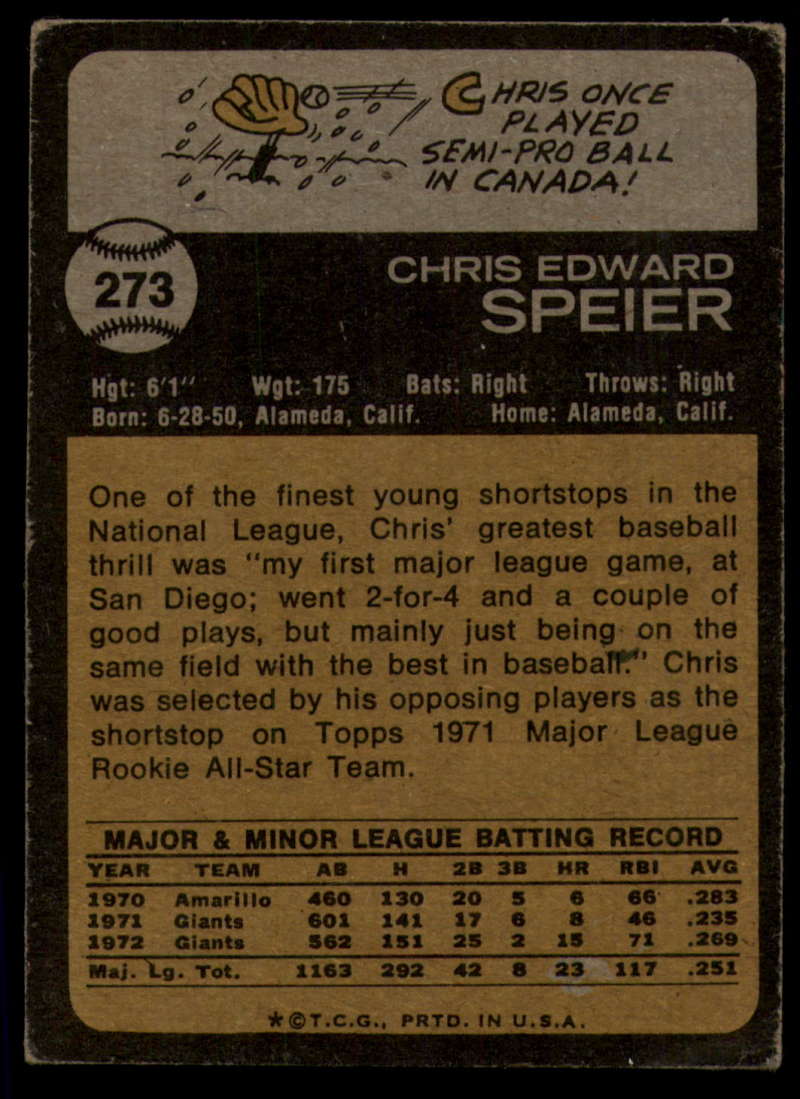 CHRIS ONCE
PLAYED
SEMI-PRO BALL
IN CANADA!
273
CHRIS EDWARD
SPEIER
Hgt: 6'1" Wgt: 175 Bats: Right Throws: Right
Born: 6-28-50, Alameda, Calif. Home: Alameda, Calif.
One of the finest young shortstops in the
National League, Chris' greatest baseball
thrill was "my first major league game, at
San Diego; went 2-for-4 and a couple of
good plays, but mainly just being on the
same field with the best in baseball." Chris
was selected by his opposing players as the
shortstop on Topps 1971 Major League
Rookie All-Star Team.
MAJOR & MINOR LEAGUE BATTING RECORD
YEAR TEAM AB H 2B 3B HR RBI AVG
1970 Amarillo 460 130 20 5 6 66 .283
1971 Giants 601 141 17 6 8 46 .235
1972 Giants 562 151 25 2 15 71 .269
Maj. Lg. Tot. 1163 292 42 8 23 117 .251
*©T.C.G., PRTD. IN U.S.A.